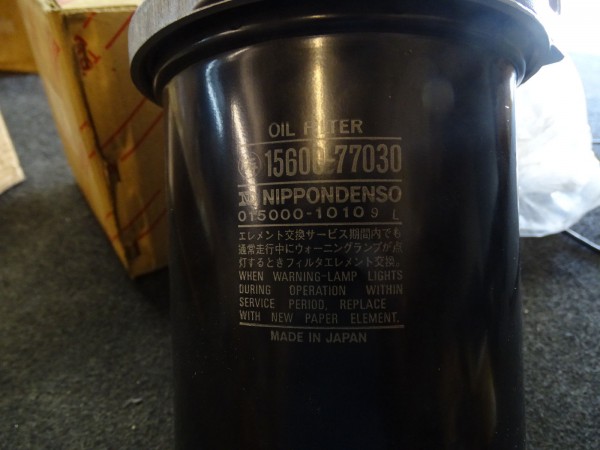 OIL FILTER
15600-77030
NIPPONDENSO
015000-1010 9 L
エレメント交換サービス期間内でも
通常走行中にウォーニングランプが点
灯するときフィルタエレメント交換。
WHEN WARNING-LAMP LIGHTS
DURING OPERATION WITHIN
SERVICE PERIOD, REPLACE
WITH NEW PAPER ELEMENT.
MADE IN JAPAN